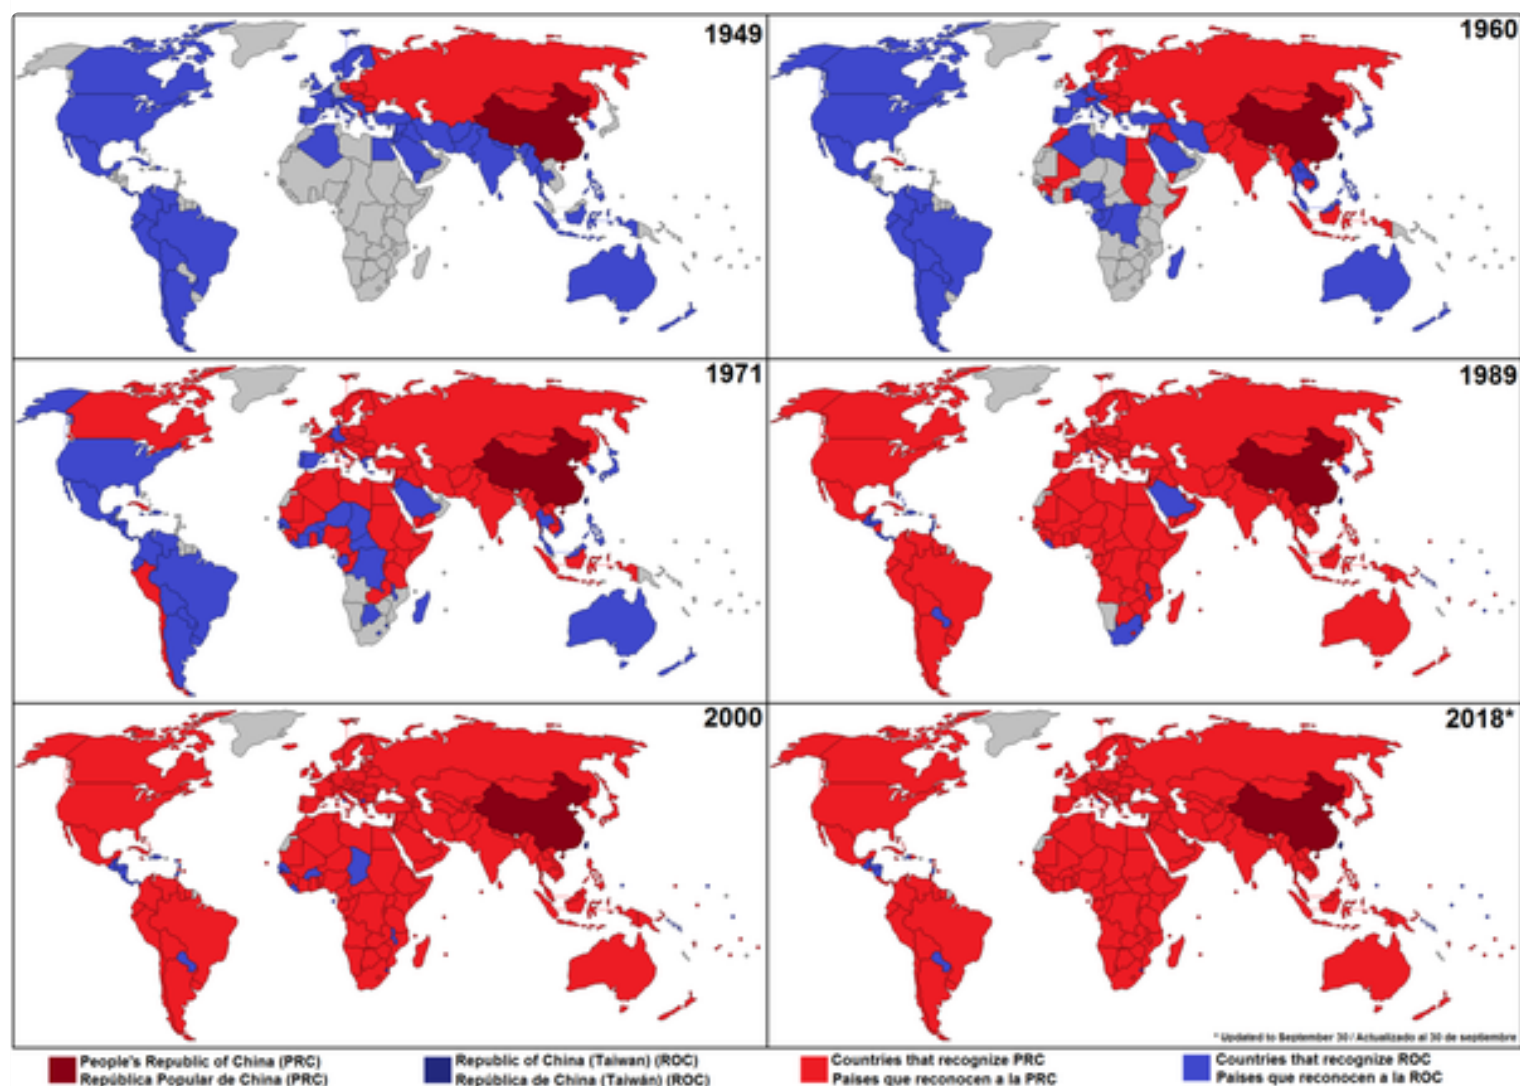 1949
1960
1971
1989
2000
2018*
* Updated to September 30 / Actualizado al 30 de septiembre
People's Republic of China (PRC)
República Popular de China (PRC)
Republic of China (Taiwan) (ROC)
República de China (Taiwán) (ROC)
Countries that recognize PRC
Países que reconocen a la PRC
Countries that recognize ROC
Países que reconocen a la ROC